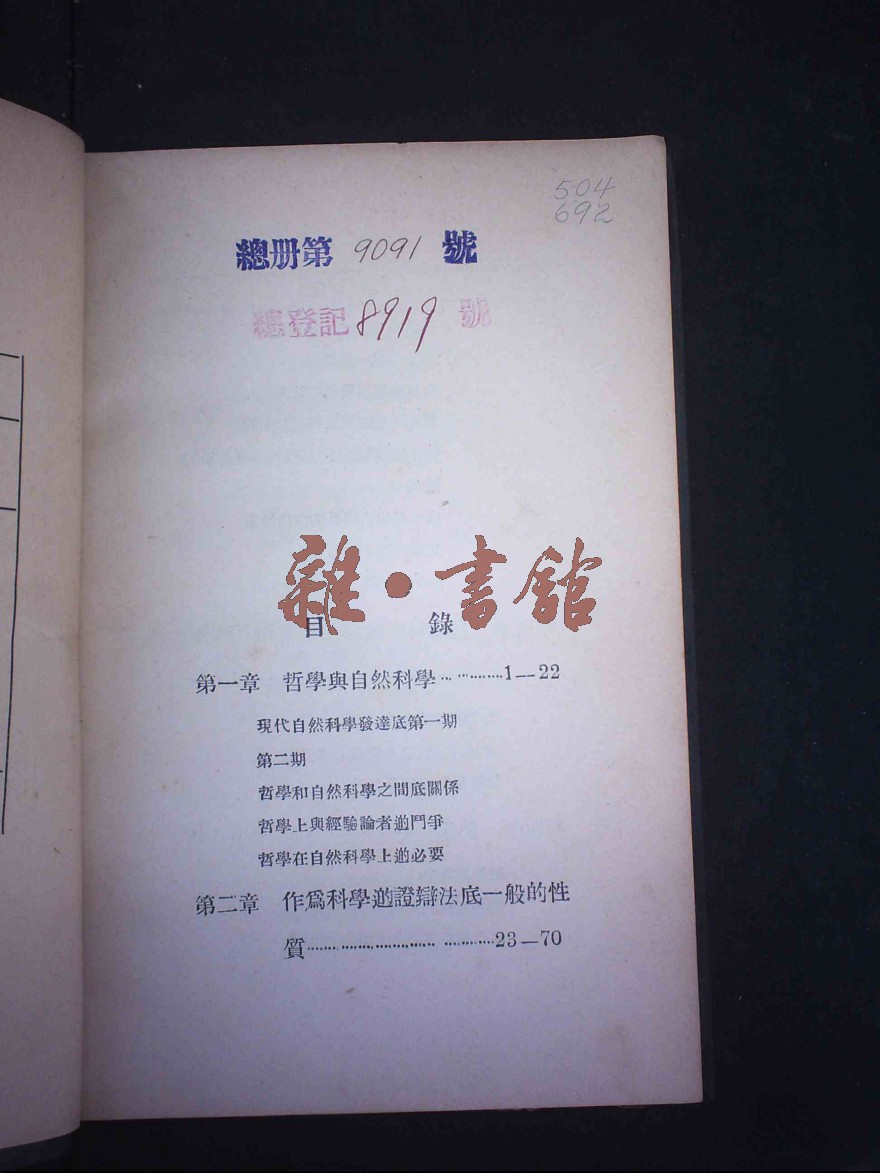 504
692
總册第 9091 號
總登記 8919 號
雜·書館
目 錄
第一章 哲學與自然科學… ………1—22
現代自然科學發達底第一期
第二期
哲學和自然科學之間底關係
哲學上與經驗論者逈鬥爭
哲學在自然科學上逈必要
第二章 作爲科學逈證辯法底一般的性
質…………………… …………23—70